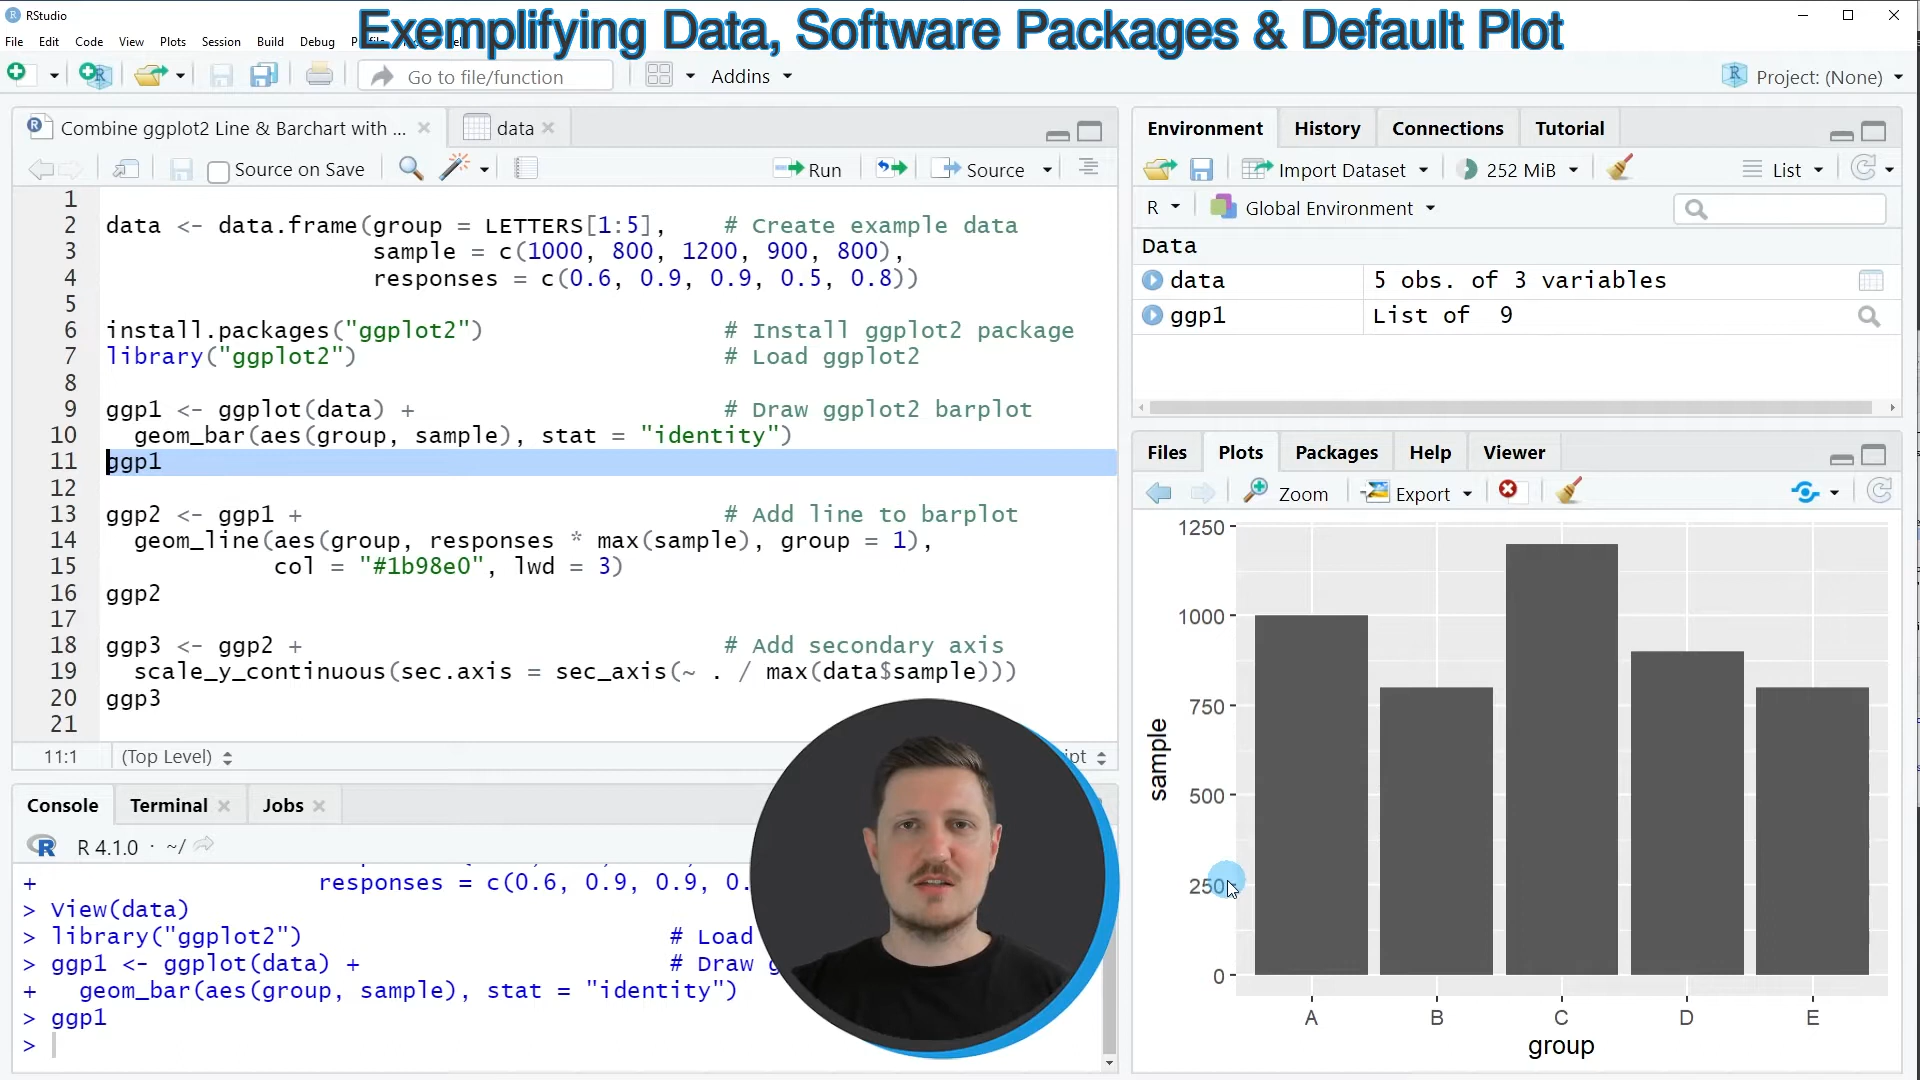 RStudio
Exemplifying Data, Software Packages & Default Plot
File Edit Code View Plots Session Build Debug
Go to file/function
Addins
Project: (None)
Combine ggplot2 Line & Barchart with ...
data
Source on Save
Run
Source
1
2 data <- data.frame(group = LETTERS[1:5], # Create example data
3 sample = c(1000, 800, 1200, 900, 800),
4 responses = c(0.6, 0.9, 0.9, 0.5, 0.8))
5
6 install.packages("ggplot2") # Install ggplot2 package
7 library("ggplot2") # Load ggplot2
8
9 ggp1 <- ggplot(data) + # Draw ggplot2 barplot
10 geom_bar(aes(group, sample), stat = "identity")
11 ggp1
12
13 ggp2 <- ggp1 + # Add line to barplot
14 geom_line(aes(group, responses * max(sample), group = 1),
15 col = "#1b98e0", lwd = 3)
16 ggp2
17
18 ggp3 <- ggp2 + # Add secondary axis
19 scale_y_continuous(sec.axis = sec_axis(~ . / max(data$sample)))
20 ggp3
21
11:1 (Top Level) ipt
Console Terminal Jobs
R 4.1.0 · ~/
+ responses = c(0.6, 0.9, 0.9, 0.
> View(data)
> library("ggplot2") # Load
> ggp1 <- ggplot(data) + # Draw g
+ geom_bar(aes(group, sample), stat = "identity")
> ggp1
>
Environment History Connections Tutorial
Import Dataset 252 MiB List
R Global Environment
Data
data 5 obs. of 3 variables
ggp1 List of 9
Files Plots Packages Help Viewer
Zoom Export
1250
1000
750
500
250
0
sample
A B C D E
group